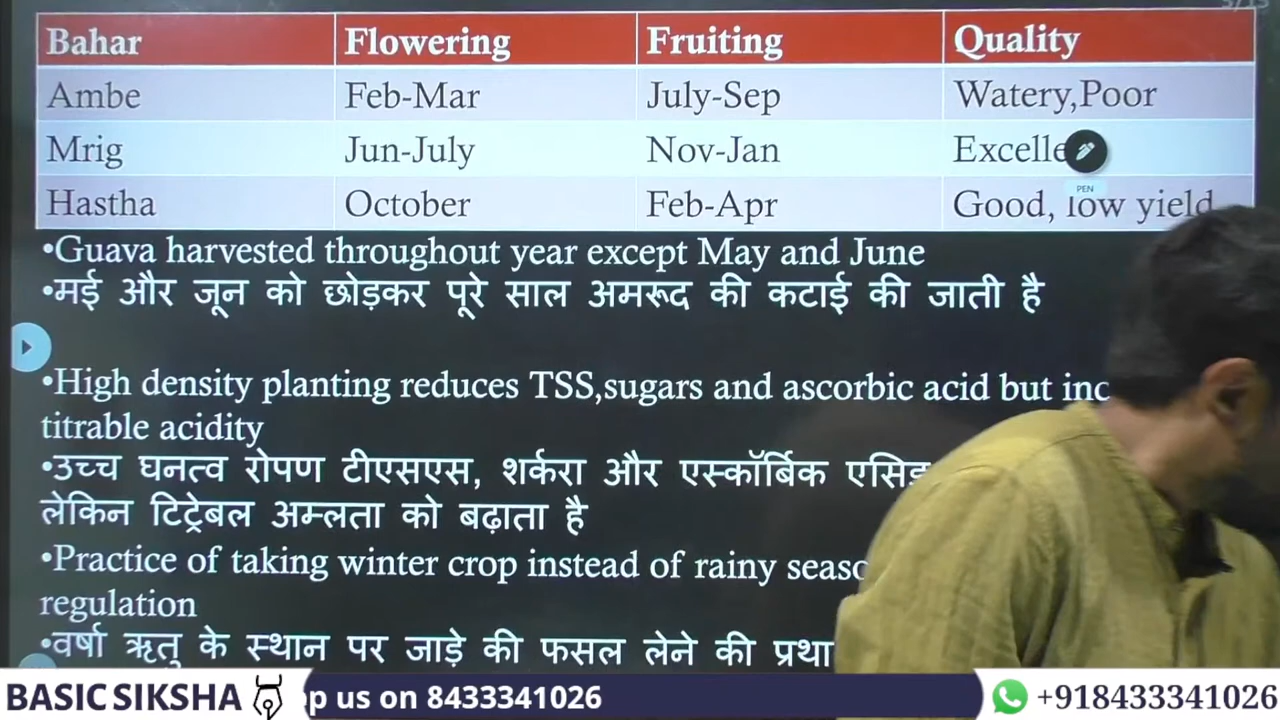 Bahar Flowering Fruiting Quality
Ambe Feb-Mar July-Sep Watery,Poor
Mrig Jun-July Nov-Jan
Hastha October Feb-Apr Good, low yield
PEN
•Guava harvested throughout year except May and June
•मई और जून को छोड़कर पूरे साल अमरूद की कटाई की जाती है
•High density planting reduces TSS,sugars and ascorbic acid but
titrable acidity
•उच्च घनत्व रोपण टीएसएस, शर्करा और एस्कॉर्बिक
लेकिन टिट्रेबल अम्लता को बढ़ाता है
•Practice of taking winter crop instead of rainy
regulation
•वर्षा ऋतु के स्थान पर जाड़े की फसल लेने की प्रथा
BASIC SIKSHA us on 8433341026 +918433341026